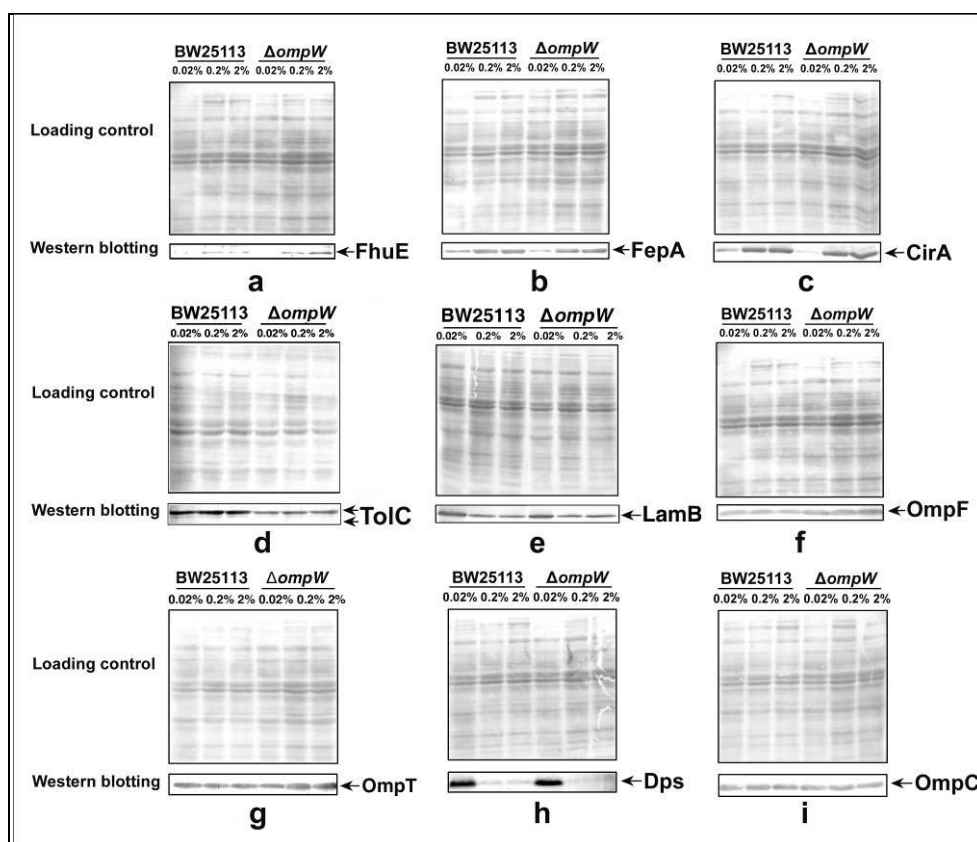 BW25113 ΔompW BW25113 ΔompW BW25113 ΔompW
0.02% 0.2% 2% 0.02% 0.2% 2% 0.02% 0.2% 2% 0.02% 0.2% 2% 0.02% 0.2% 2% 0.02% 0.2% 2%
Loading control
Western blotting FhuE FepA CirA
a b c
BW25113 ΔompW BW25113 ΔompW BW25113 ΔompW
0.02% 0.2% 2% 0.02% 0.2% 2% 0.02% 0.2% 2% 0.02% 0.2% 2% 0.02% 0.2% 2% 0.02% 0.2% 2%
Loading control
Western blotting TolC LamB OmpF
d e f
BW25113 ΔompW BW25113 ΔompW BW25113 ΔompW
0.02% 0.2% 2% 0.02% 0.2% 2% 0.02% 0.2% 2% 0.02% 0.2% 2% 0.02% 0.2% 2% 0.02% 0.2% 2%
Loading control
Western blotting OmpT Dps OmpC
g h i